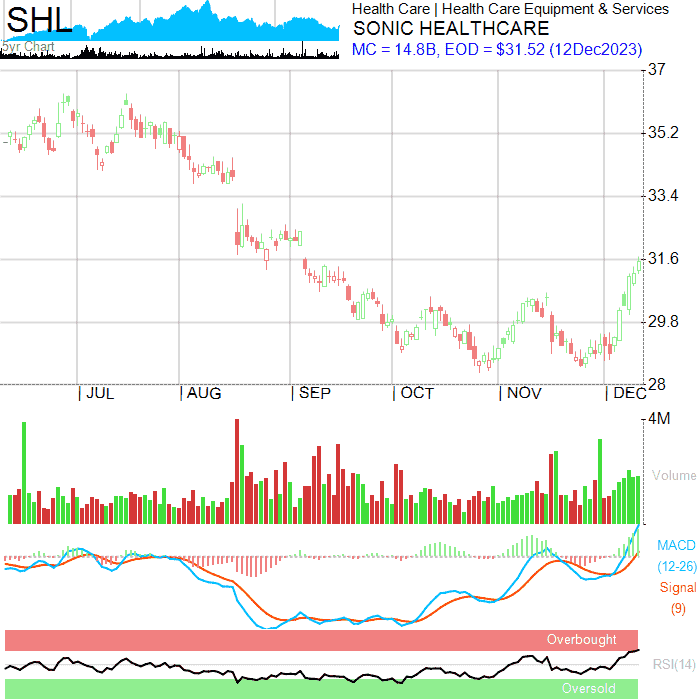 SHL
5yr Chart
Health Care | Health Care Equipment & Services
SONIC HEALTHCARE
MC = 14.8B, EOD = $31.52 (12Dec2023)
37
35.2
33.4
31.6
29.8
28
JUL
AUG
SEP
OCT
NOV
DEC
4M
Volume
MACD
(12-26)
Signal
(9)
Overbought
RSI(14)
Oversold